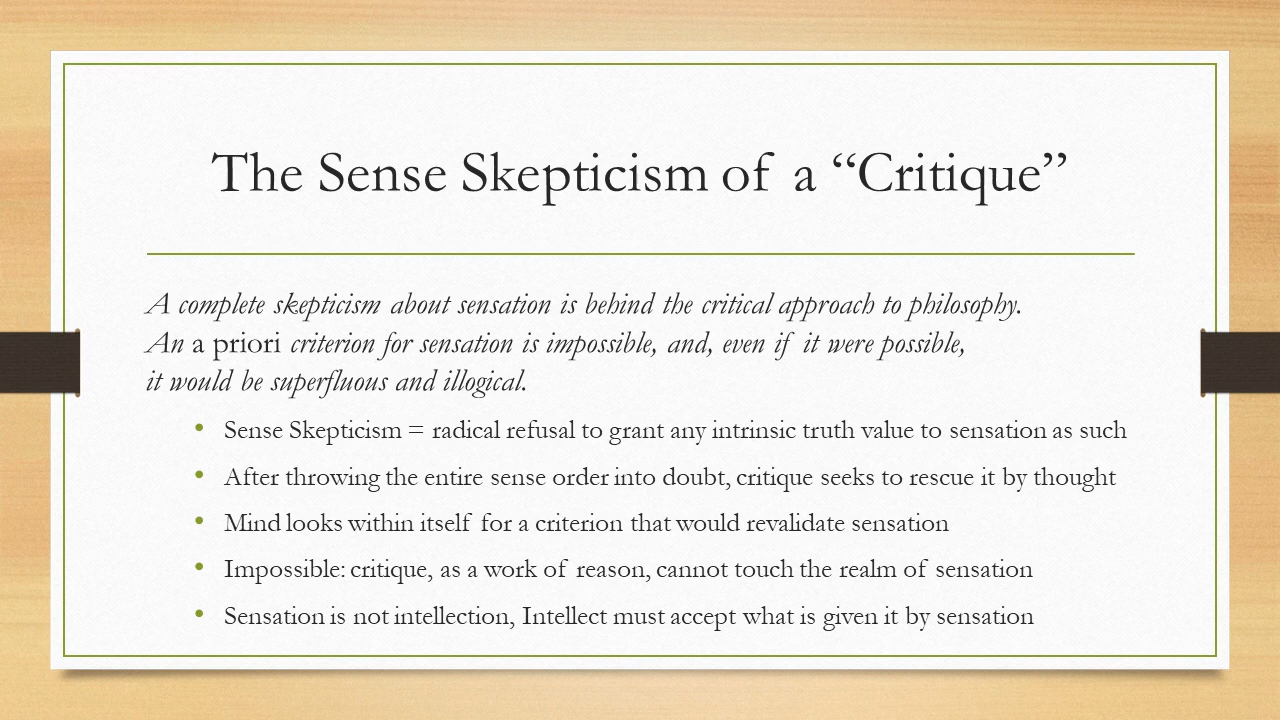 The Sense Skepticism of a “Critique”
A complete skepticism about sensation is behind the critical approach to philosophy.
An a priori criterion for sensation is impossible, and, even if it were possible,
it would be superfluous and illogical.
• Sense Skepticism = radical refusal to grant any intrinsic truth value to sensation as such
• After throwing the entire sense order into doubt, critique seeks to rescue it by thought
• Mind looks within itself for a criterion that would revalidate sensation
• Impossible: critique, as a work of reason, cannot touch the realm of sensation
• Sensation is not intellection, Intellect must accept what is given it by sensation